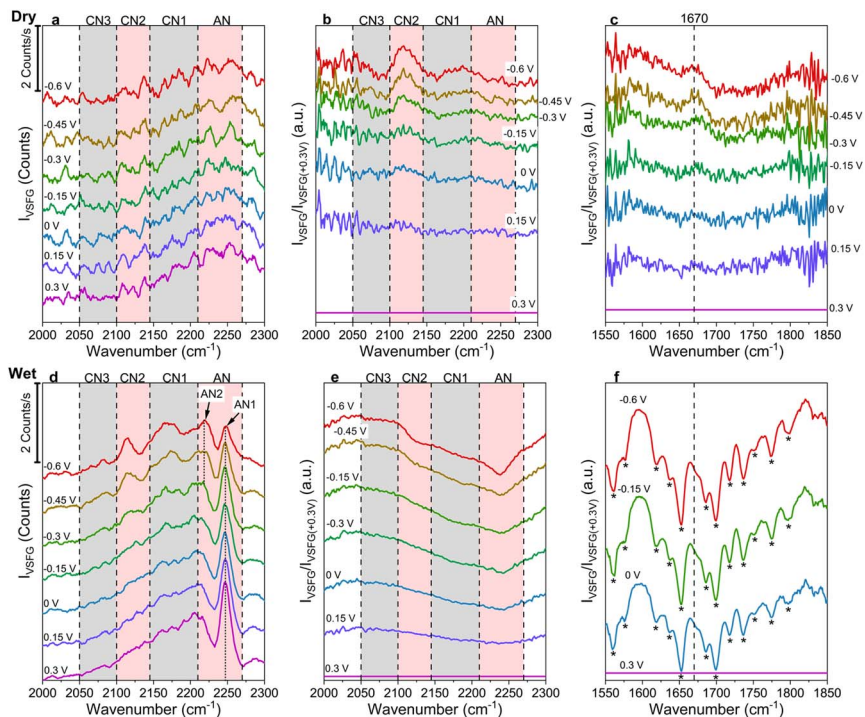 Dry
CN3 CN2 CN1 AN
a
2 Counts/s
-0.6 V
-0.45 V
-0.3 V
-0.15 V
0 V
0.15 V
0.3 V
I_VSFG (Counts)
2000 2050 2100 2150 2200 2250 2300
Wavenumber (cm⁻¹)
CN3 CN2 CN1 AN
b
-0.6 V
-0.45 V
-0.3 V
-0.15 V
0 V
0.15 V
0.3 V
I_VSFG/I_VSFG(+0.3V) (a.u.)
2000 2050 2100 2150 2200 2250 2300
Wavenumber (cm⁻¹)
1670
c
-0.6 V
-0.45 V
-0.3 V
-0.15 V
0 V
0.15 V
0.3 V
I_VSFG/I_VSFG(+0.3V) (a.u.)
1550 1600 1650 1700 1750 1800 1850
Wavenumber (cm⁻¹)
Wet
CN3 CN2 CN1 AN
d
2 Counts/s
AN2
AN1
-0.6 V
-0.45 V
-0.3 V
-0.15 V
0 V
0.15 V
0.3 V
I_VSFG (Counts)
2000 2050 2100 2150 2200 2250 2300
Wavenumber (cm⁻¹)
CN3 CN2 CN1 AN
e
-0.6 V
-0.45 V
-0.15 V
-0.3 V
0 V
0.15 V
0.3 V
I_VSFG/I_VSFG(+0.3V) (a.u.)
2000 2050 2100 2150 2200 2250 2300
Wavenumber (cm⁻¹)
f
-0.6 V
* * * * * * * * * * *
-0.15 V
* * * * * * * * * * *
0 V
* * * * * * * * * * *
0.3 V
I_VSFG/I_VSFG(+0.3V) (a.u.)
1550 1600 1650 1700 1750 1800 1850
Wavenumber (cm⁻¹)